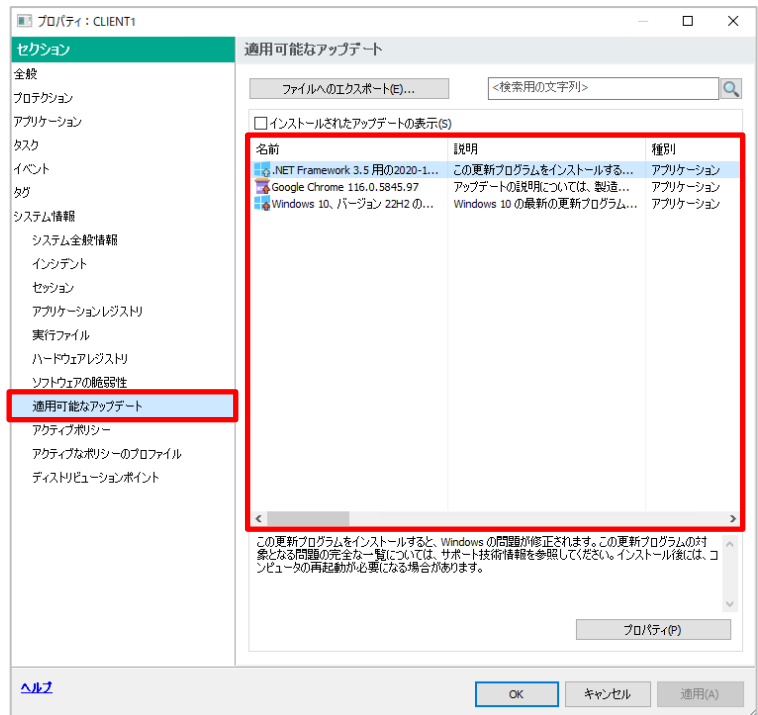 プロパティ：CLIENT1
セクション
全般
プロテクション
アプリケーション
タスク
イベント
タグ
システム情報
システム全般情報
インシデント
セッション
アプリケーションレジストリ
実行ファイル
ハードウェアレジストリ
ソフトウェアの脆弱性
適用可能なアップデート
アクティブポリシー
アクティブなポリシーのプロファイル
ディストリビューションポイント
適用可能なアップデート
ファイルへのエクスポート(E)...
<検索用の文字列>
インストールされたアップデートの表示(S)
名前 説明 種別
.NET Framework 3.5 用の2020-1... この更新プログラムをインストールする... アプリケーション
Google Chrome 116.0.5845.97 アップデートの説明については、製造... アプリケーション
Windows 10、バージョン 22H2 の... Windows 10 の最新の更新プログラム... アプリケーション
この更新プログラムをインストールすると、Windows の問題が修正されます。この更新プログラムの対
象となる問題の完全な一覧については、サポート技術情報を参照してください。インストール後には、コ
ンピュータの再起動が必要になる場合があります。
プロパティ(P)
ヘルプ
OK キャンセル 適用(A)